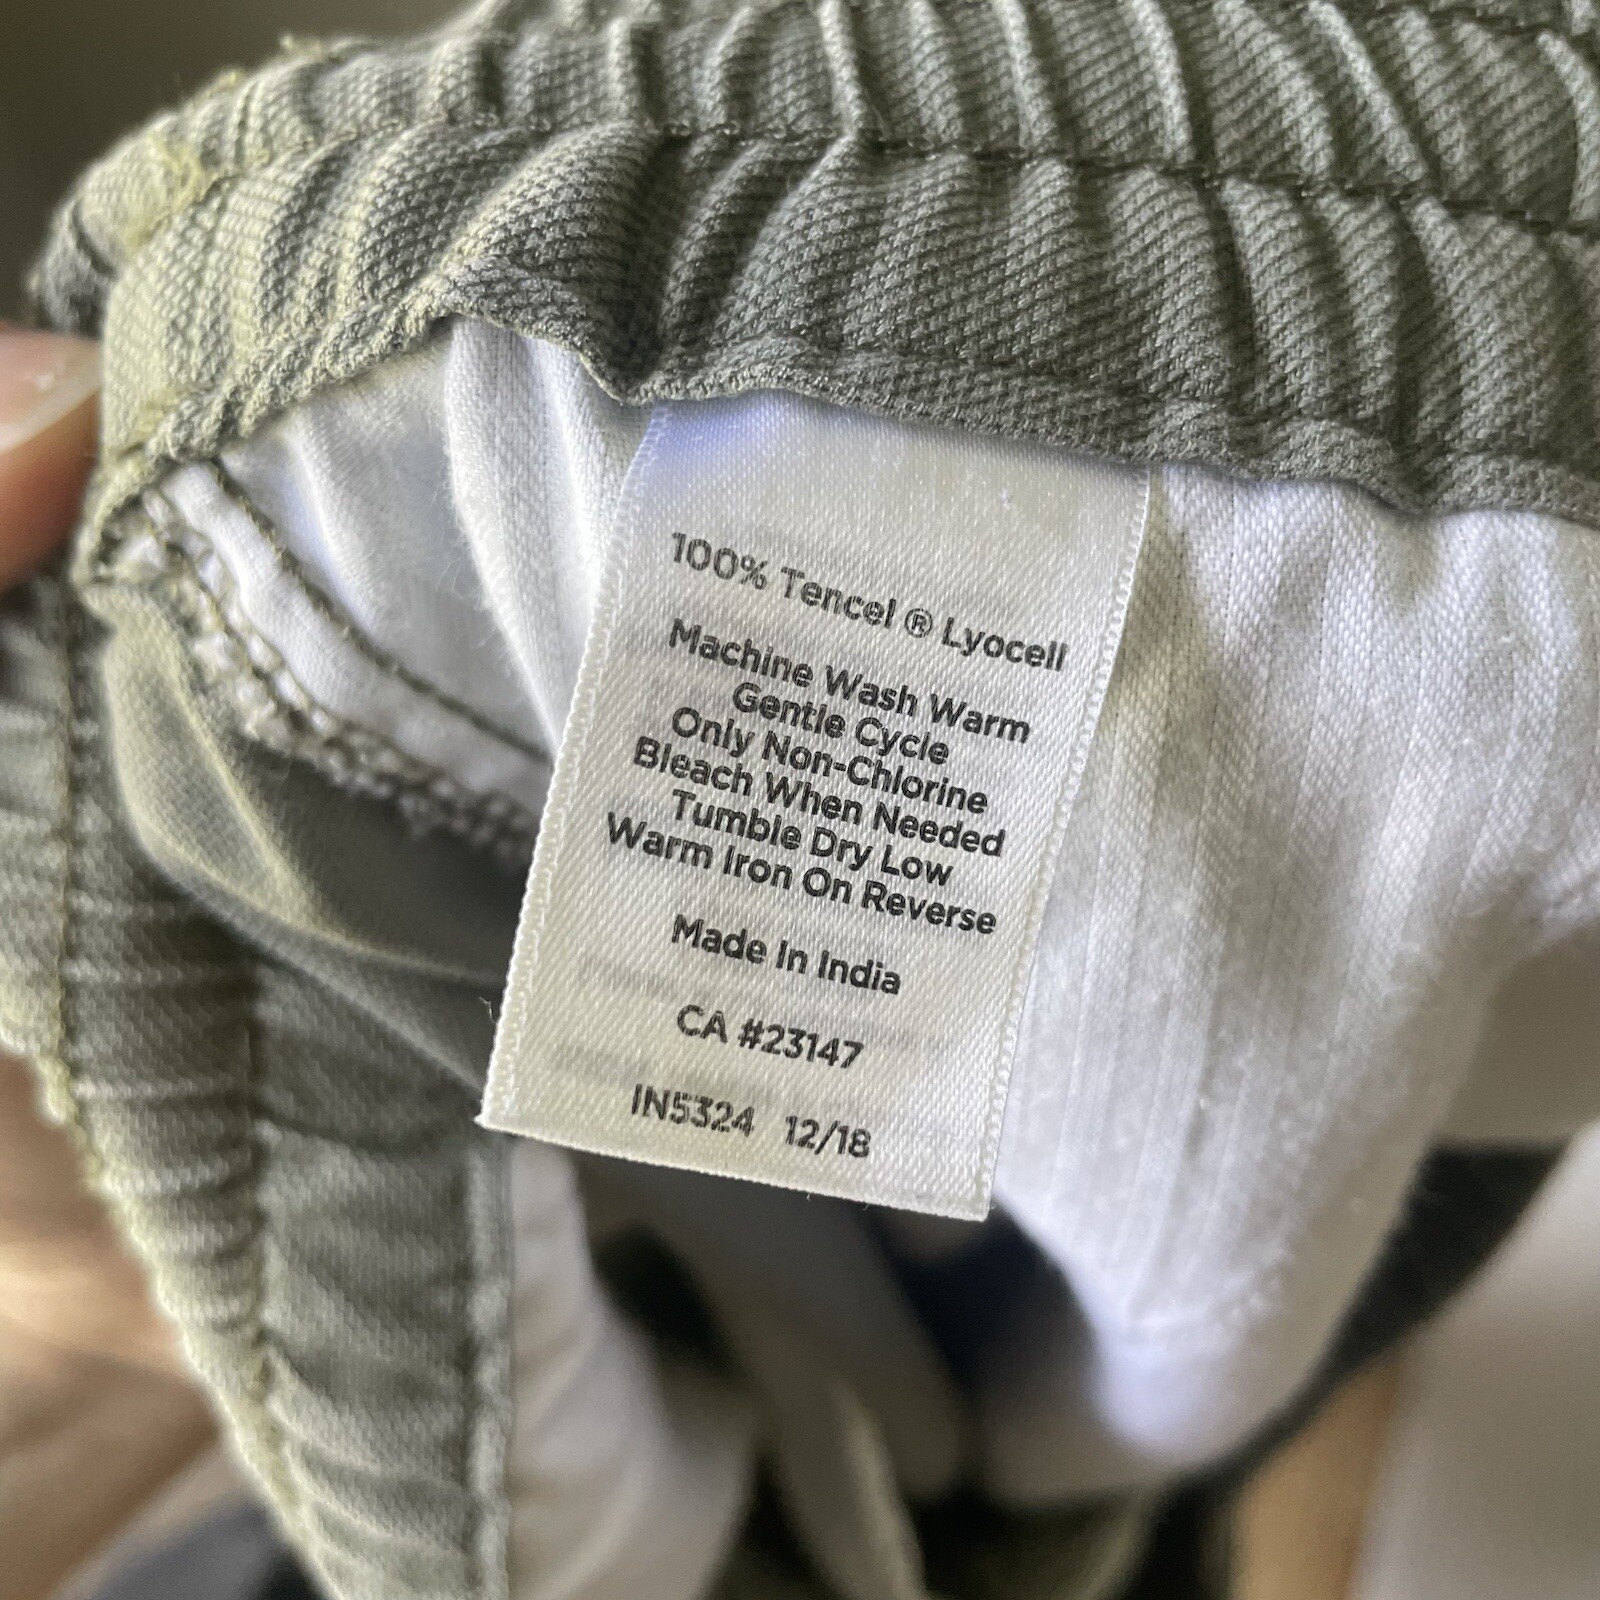 100% Tencel ® Lyocell
Machine Wash Warm
Gentle Cycle
Only Non-Chlorine
Bleach When Needed
Tumble Dry Low
Warm Iron On Reverse
Made In India
CA #23147
IN5324 12/18